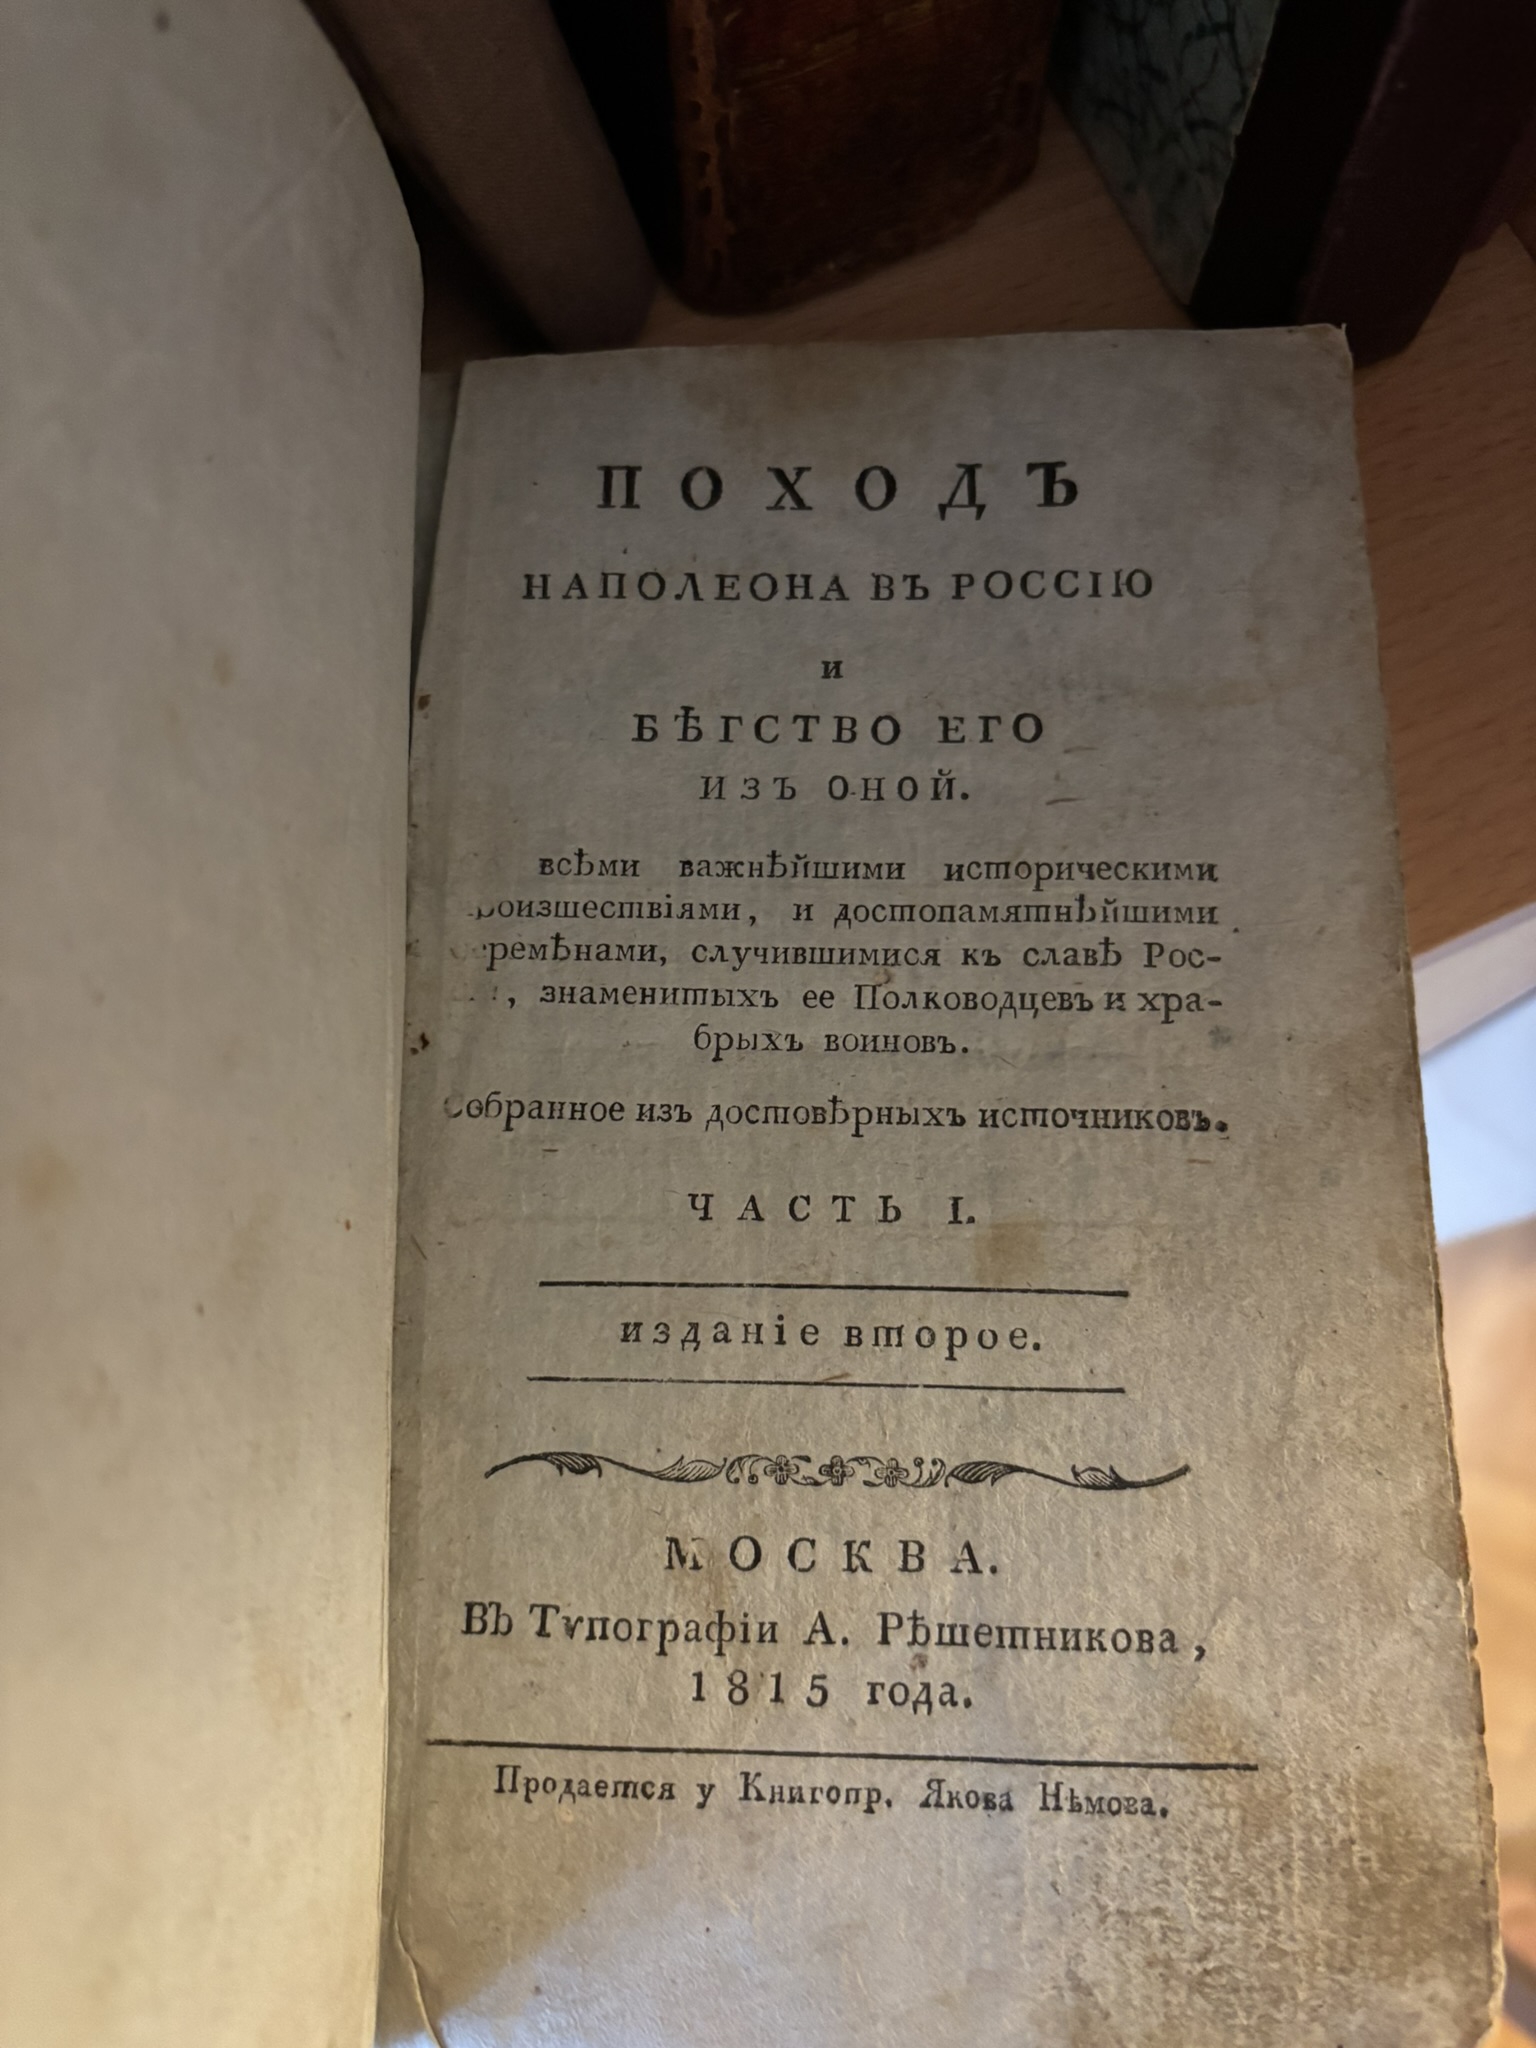 ПОХОДЪ
НАПОЛЕОНА ВЪ РОССІЮ
И
БѢГСТВО ЕГО
ИЗЪ ОНОЙ.
всѣми важнѣйшими историческими
и достопамятнѣйшими
случившимися къ славѣ Рос-
, знаменитыхъ ее Полководцевъ и хра-
брыхъ воиновъ.
Собранное изъ достовѣрныхъ источниковъ.
ЧАСТЬ I.
изданіе второе.
МОСКВА.
Въ Тѵпографіи А. Рѣшетникова,
1815 года.
Продается у Книгопр. Якова Нѣмова.